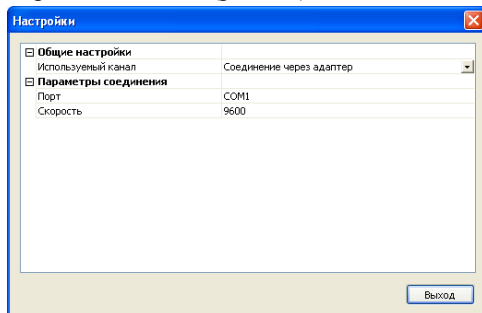 Настройки
Общие настройки
Используемый канал Соединение через адаптер
Параметры соединения
Порт COM1
Скорость 9600
Выход